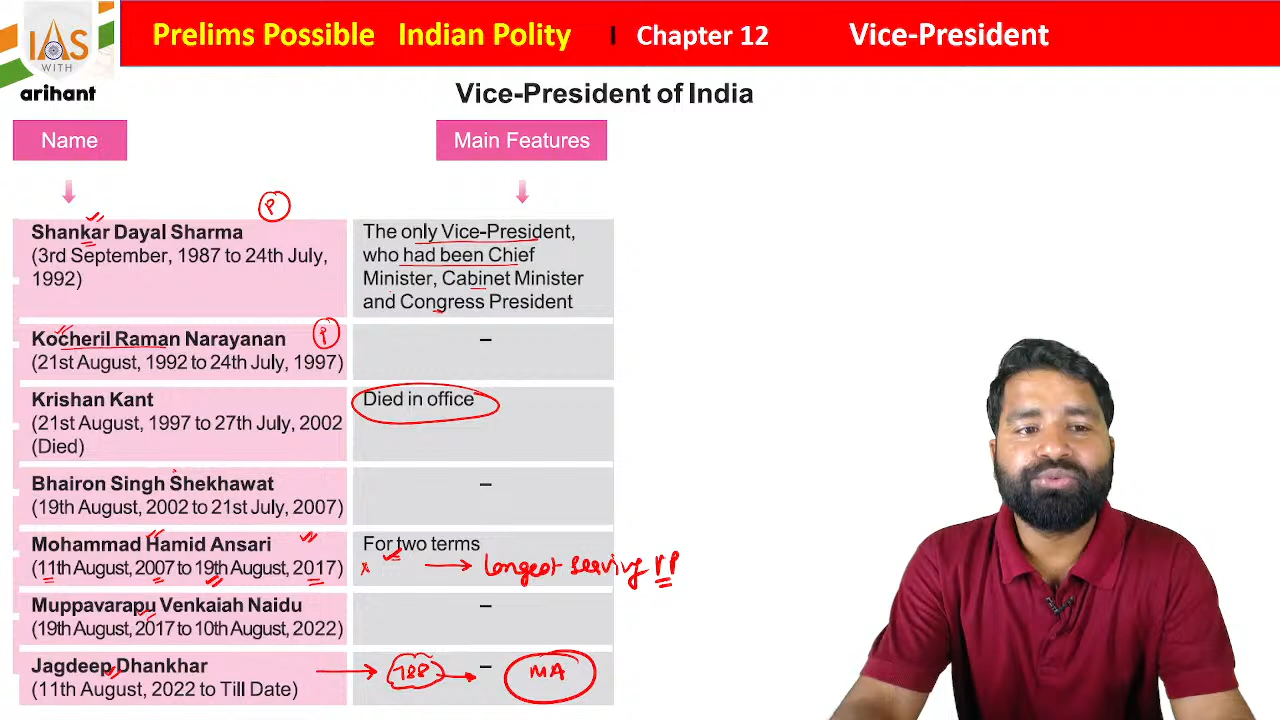 IAS
WITH
arihant
Prelims Possible Indian Polity | Chapter 12 Vice-President
Vice-President of India
Name
Main Features
P
Shankar Dayal Sharma
(3rd September, 1987 to 24th July,
1992)
The only Vice-President,
who had been Chief
Minister, Cabinet Minister
and Congress President
Kocheril Raman Narayanan
P
(21st August, 1992 to 24th July, 1997)
–
Krishan Kant
(21st August, 1997 to 27th July, 2002
(Died)
Died in office
Bhairon Singh Shekhawat
(19th August, 2002 to 21st July, 2007)
–
Mohammad Hamid Ansari
(11th August, 2007 to 19th August, 2017)
For two terms
→ Longest serving VP
Muppavarapu Venkaiah Naidu
(19th August, 2017 to 10th August, 2022)
–
Jagdeep Dhankhar
(11th August, 2022 to Till Date)
–
MA